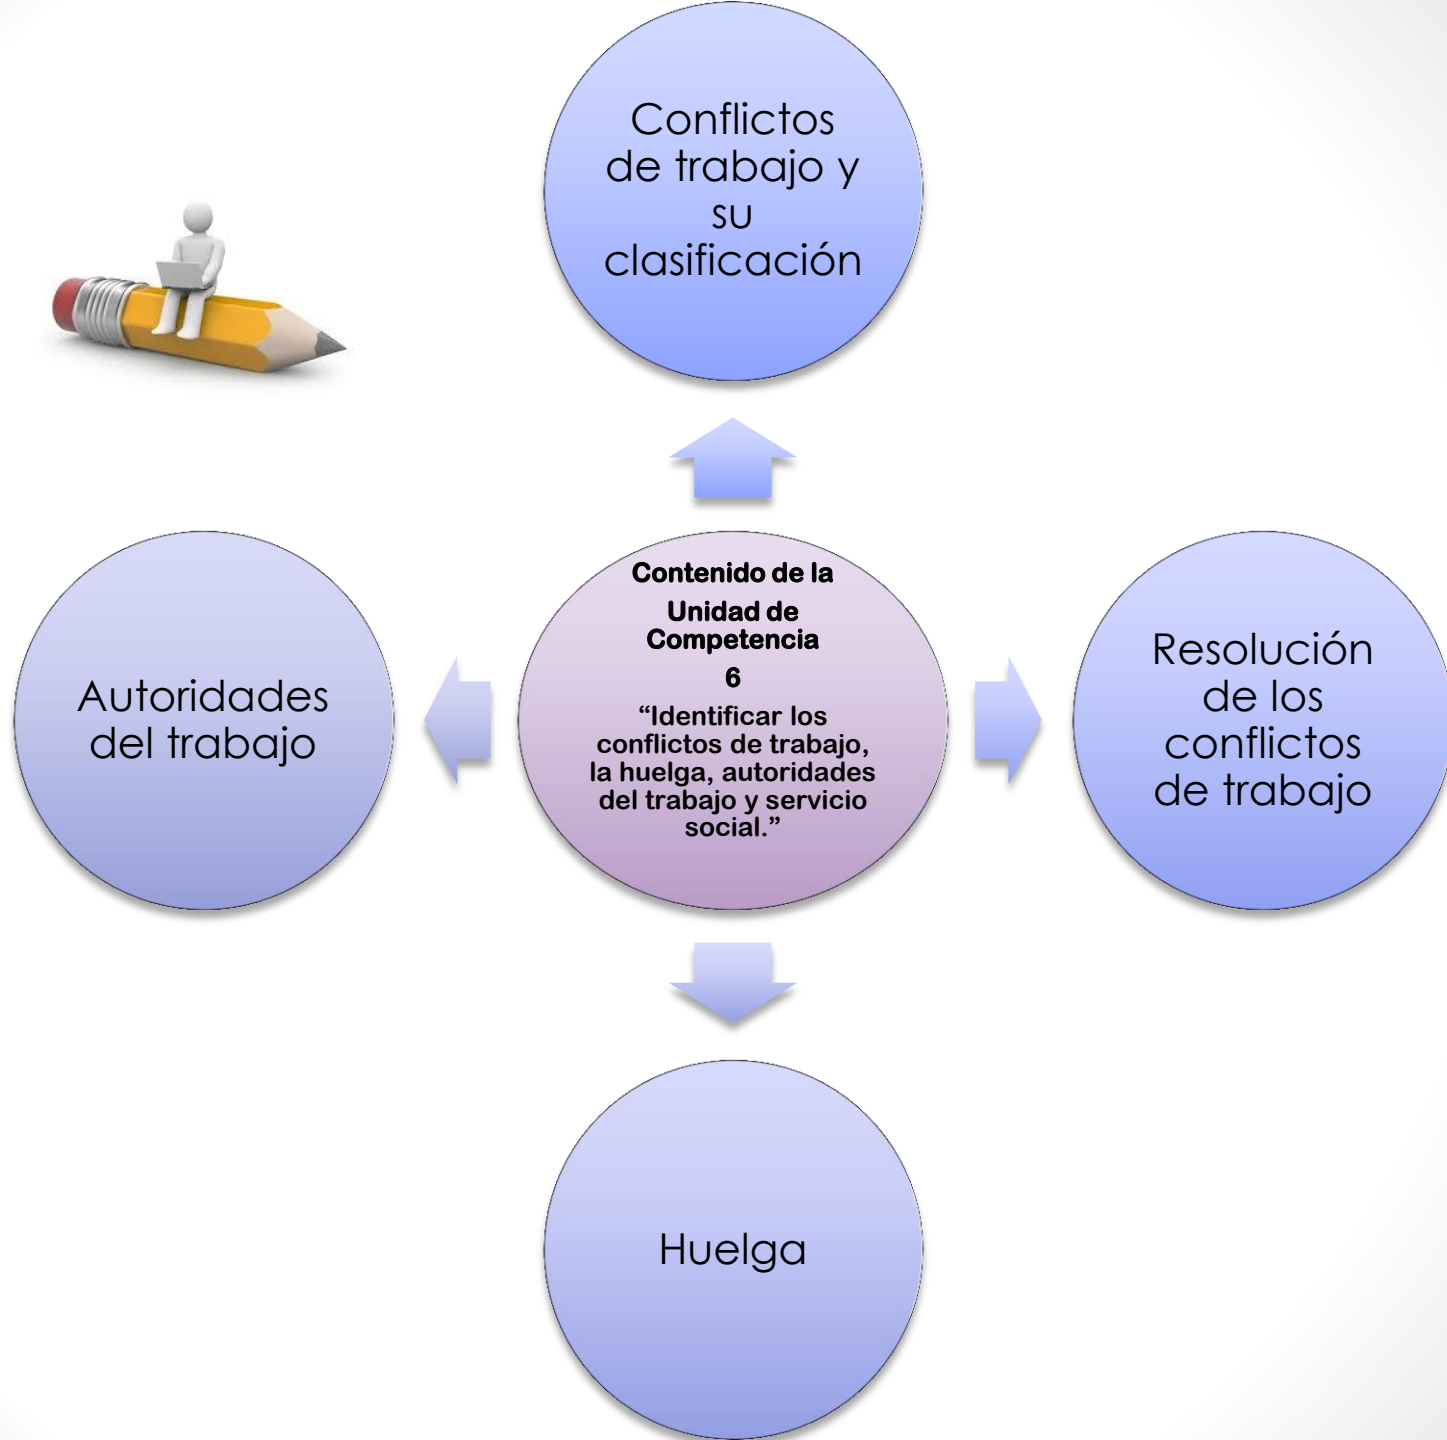 Conflictos
de trabajo y
su
clasificación
Contenido de la
Unidad de
Competencia
6
“Identificar los
conflictos de trabajo,
la huelga, autoridades
del trabajo y servicio
social.”
Autoridades
del trabajo
Resolución
de los
conflictos
de trabajo
Huelga